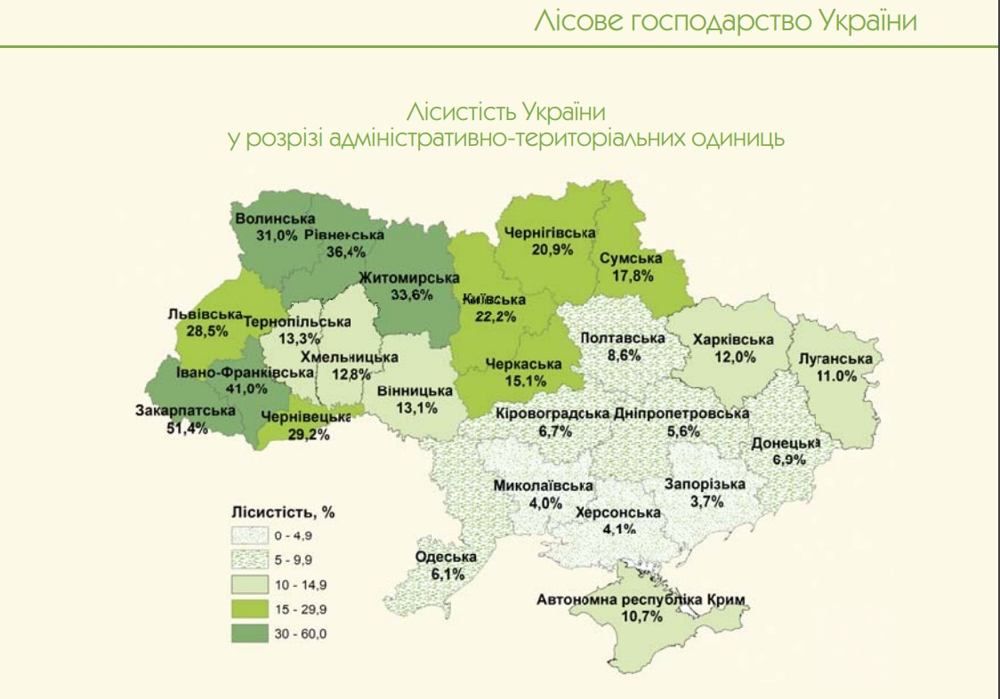 Лісове господарство України
Лісистість України
у розрізі адміністративно-територіальних одиниць
Волинська
31,0%
Рівненська
36,4%
Житомирська
33,6%
Чернігівська
20,9%
Сумська
17,8%
Київська
22,2%
Львівська
28,5%
Тернопільська
13,3%
Хмельницька
12,8%
Івано-Франківська
41,0%
Закарпатська
51,4%
Чернівецька
29,2%
Вінницька
13,1%
Черкаська
15,1%
Полтавська
8,6%
Харківська
12,0%
Луганська
11.0%
Кіровоградська
6,7%
Дніпропетровська
5,6%
Донецька
6,9%
Миколаївська
4,0%
Запорізька
3,7%
Херсонська
4,1%
Одеська
6,1%
Автономна республіка Крим
10,7%
Лісистість, %
0 - 4,9
5 - 9,9
10 - 14,9
15 - 29,9
30 - 60,0